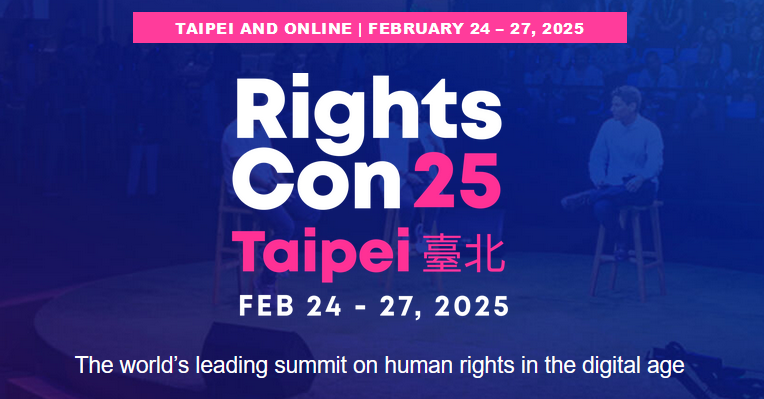 TAIPEI AND ONLINE | FEBRUARY 24 – 27, 2025
Rights
Con 25
Taipei 臺北
FEB 24 - 27, 2025
The world’s leading summit on human rights in the digital age